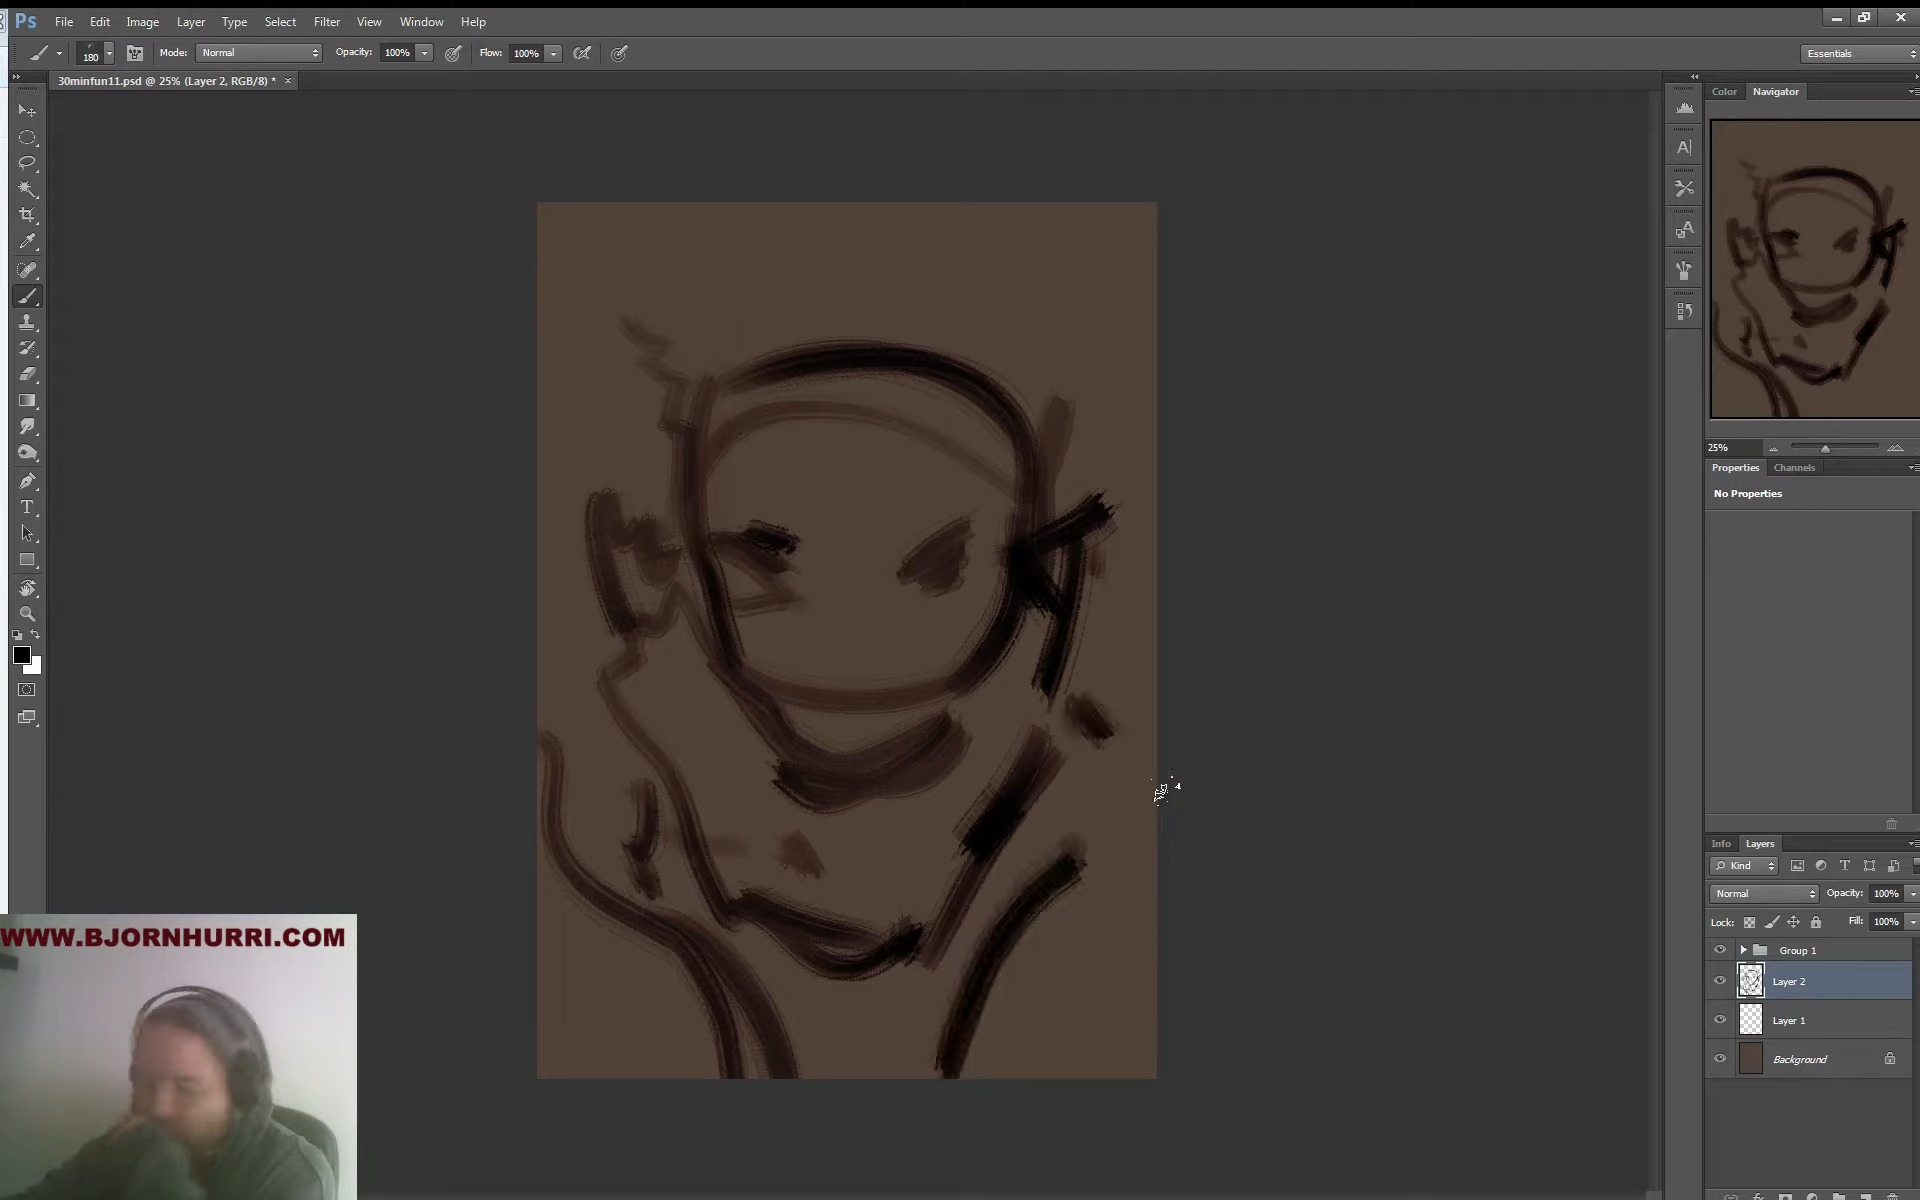 Ps File Edit Image Layer Type Select Filter View Window Help
180 Mode: Normal Opacity: 100% Flow: 100% Essentials
30minfun11.psd @ 25% (Layer 2, RGB/8) * ×
Color Navigator
25%
Properties Channels
No Properties
Info Layers
Kind
Normal Opacity: 100%
Lock: Fill: 100%
Group 1
Layer 2
Layer 1
Background
WWW.BJORNHURRI.COM